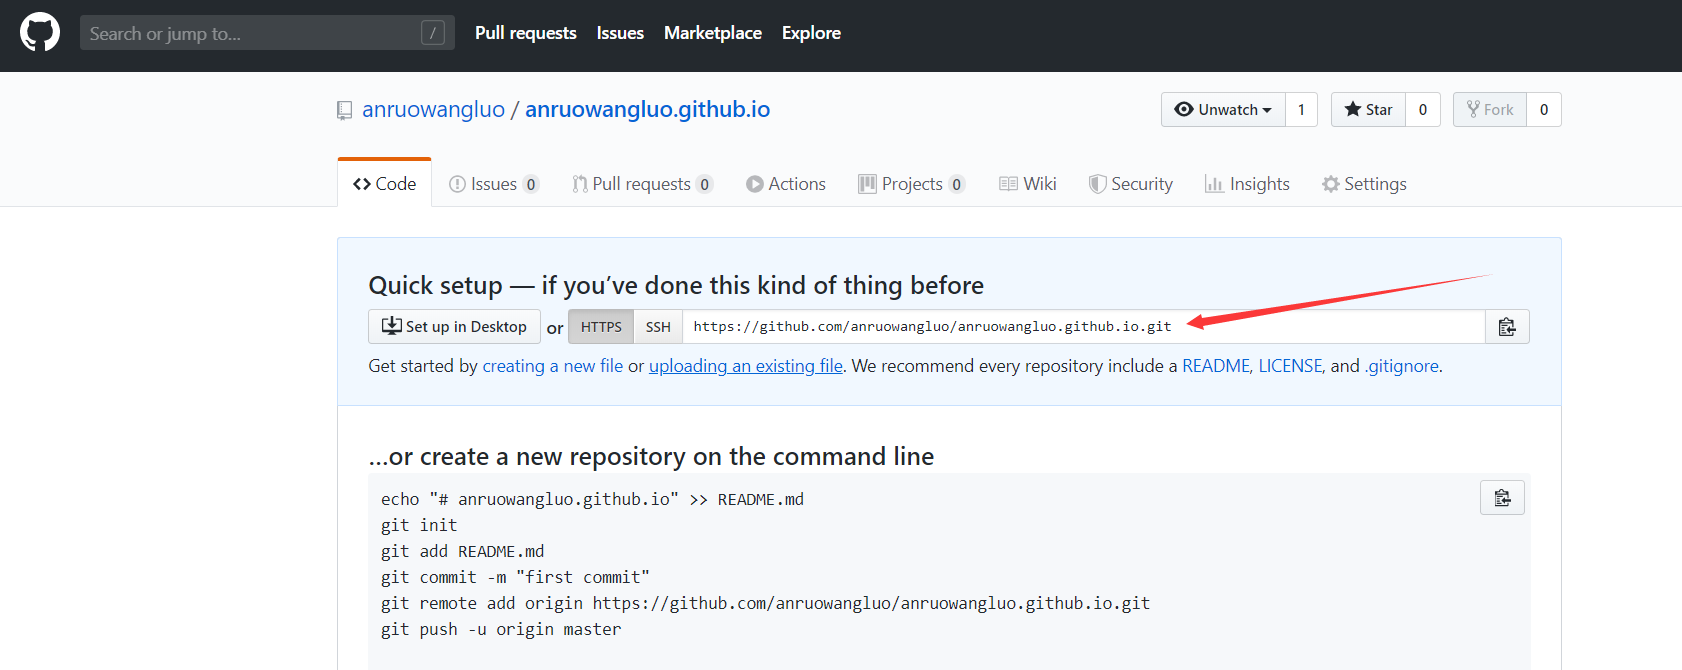 Search or jump to... /
Pull requests Issues Marketplace Explore
anruowangluo / anruowangluo.github.io
Unwatch 1 Star 0 Fork 0
Code Issues 0 Pull requests 0 Actions Projects 0 Wiki Security Insights Settings
Quick setup — if you’ve done this kind of thing before
Set up in Desktop or HTTPS SSH https://github.com/anruowangluo/anruowangluo.github.io.git
Get started by creating a new file or uploading an existing file. We recommend every repository include a README, LICENSE, and .gitignore.
…or create a new repository on the command line
echo "# anruowangluo.github.io" >> README.md
git init
git add README.md
git commit -m "first commit"
git remote add origin https://github.com/anruowangluo/anruowangluo.github.io.git
git push -u origin master